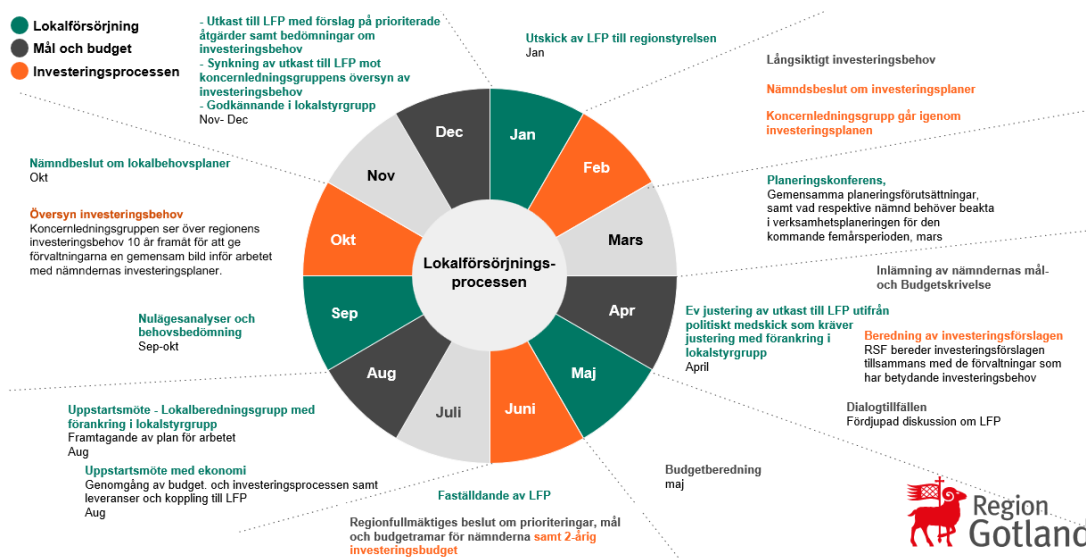 Lokalförsörjning
Mål och budget
Investeringsprocessen
- Utkast till LFP med förslag på prioriterade
åtgärder samt bedömningar om
investeringsbehov
- Synkning av utkast till LFP mot
koncernledningsgruppens översyn av
investeringsbehov
- Godkännande i lokalstyrgrupp
Nov- Dec
Utskick av LFP till regionstyrelsen
Jan
Långsiktigt investeringsbehov
Nämndsbeslut om investeringsplaner
Koncernledningsgrupp går igenom
investeringsplanen
Planeringskonferens,
Gemensamma planeringsförutsättningar,
samt vad respektive nämnd behöver beakta
i verksamhetsplaneringen för den
kommande femårsperioden, mars
Inlämning av nämndernas mål-
och Budgetskrivelse
Ev justering av utkast till LFP utifrån
politiskt medskick som kräver
justering med förankring i
lokalstyrgrupp
April
Beredning av investeringsförslagen
RSF bereder investeringsförslagen
tillsammans med de förvaltningar som
har betydande investeringsbehov
Dialogtillfällen
Fördjupad diskussion om LFP
Budgetberedning
maj
Faställdande av LFP
Regionfullmäktiges beslut om prioriteringar, mål
och budgetramar för nämnderna samt 2-årig
investeringsbudget
Uppstartsmöte - Lokalberedningsgrupp med
förankring i lokalstyrgrupp
Framtagande av plan för arbetet
Aug
Uppstartsmöte med ekonomi
Genomgång av budget. och investeringsprocessen samt
leveranser och koppling till LFP
Aug
Nulägesanalyser och
behovsbedömning
Sep-okt
Nämndbeslut om lokalbehovsplaner
Okt
Översyn investeringsbehov
Koncernledningsgruppen ser över regionens
investeringsbehov 10 år framåt för att ge
förvaltningarna en gemensam bild inför arbetet
med nämndernas investeringsplaner.
Jan
Feb
Mars
Apr
Maj
Juni
Juli
Aug
Sep
Okt
Nov
Dec
Lokalförsörjnings-
processen
Region
Gotland